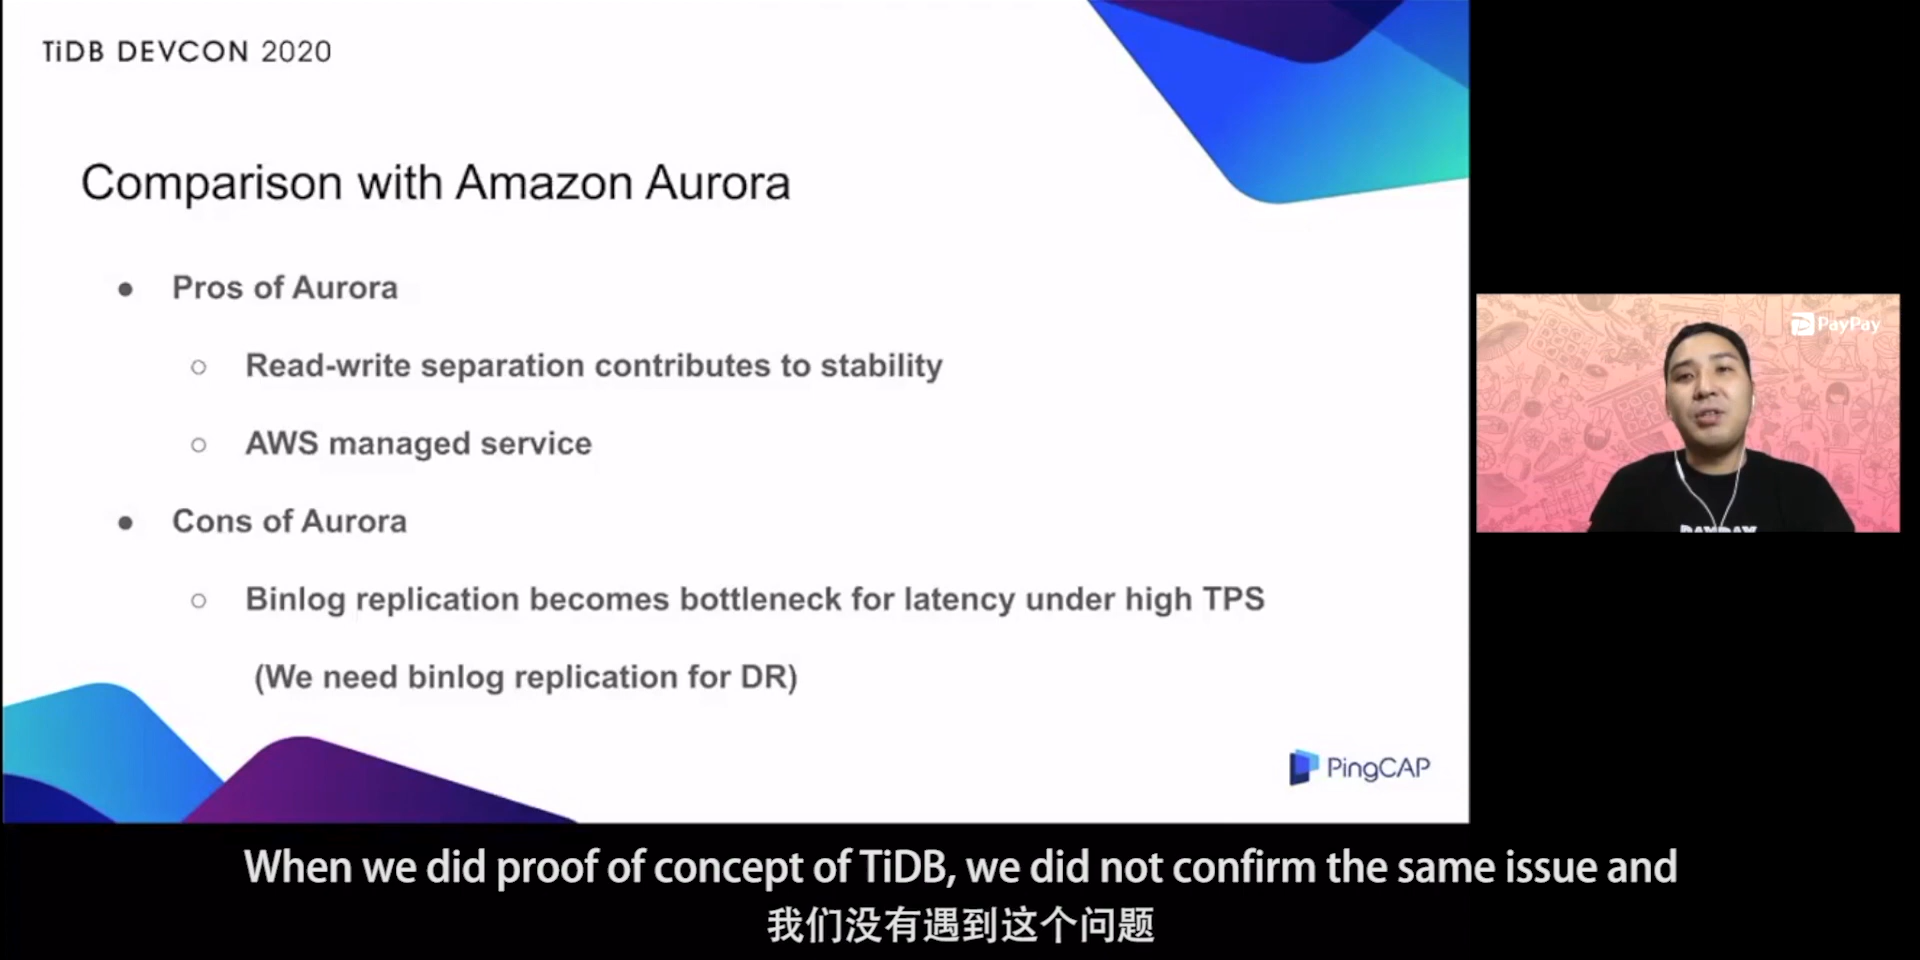 TiDB DEVCON 2020
Comparison with Amazon Aurora
● Pros of Aurora
○ Read-write separation contributes to stability
○ AWS managed service
● Cons of Aurora
○ Binlog replication becomes bottleneck for latency under high TPS
(We need binlog replication for DR)
PingCAP
PayPay
PAYPAY
When we did proof of concept of TiDB, we did not confirm the same issue and
我们没有遇到这个问题